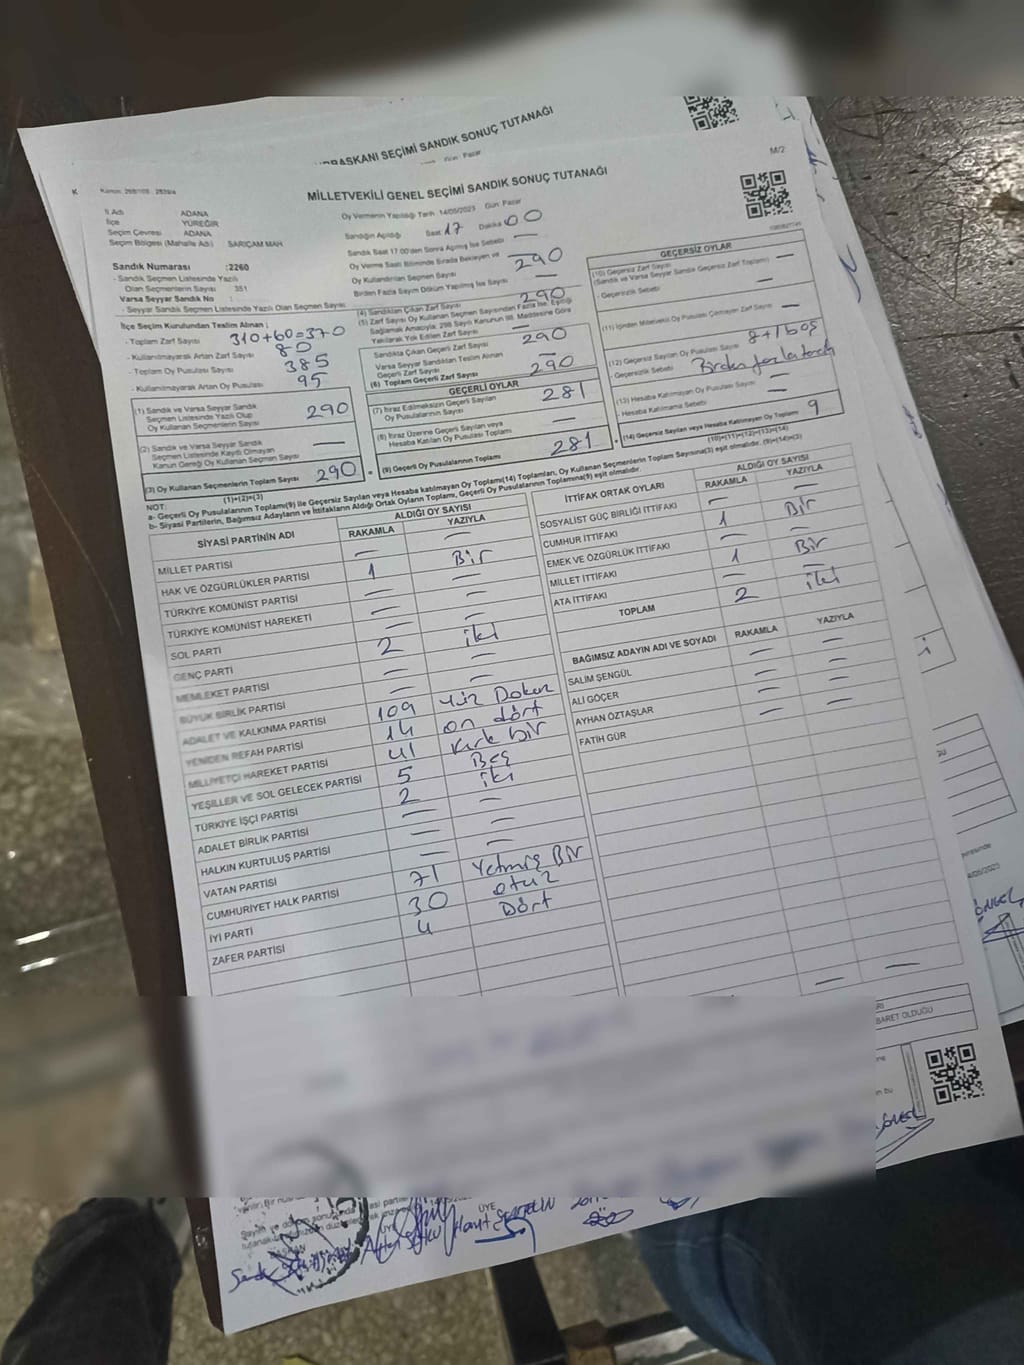 BAŞKANI SEÇİMİ SANDIK SONUÇ TUTANAĞI
Gün: Pazar
K
M/2
MİLLETVEKİLİ GENEL SEÇİMİ SANDIK SONUÇ TUTANAĞI
İl Adı ADANA
İlçe YÜREĞİR
Seçim Çevresi ADANA
Seçim Bölgesi (Mahalle Adı) SARIÇAM MAH
Oy Vermenin Yapıldığı Tarih 14/05/2023 Gün: Pazar
Sandığın Açıldığı Saat 17 Dakika 00
Sandık Saat 17.00'den Sonra Açılmış İse Sebebi —
Oy Verme Saati Bitiminde Sırada Bekleyen ve
Oy Kullandırılan Seçmen Sayısı 290
Birden Fazla Sayım Döküm Yapılmış İse Sayısı —
Sandık Numarası :2260
- Sandık Seçmen Listesinde Yazılı
Olan Seçmenlerin Sayısı 351
Varsa Seyyar Sandık No :
- Seyyar Sandık Seçmen Listesinde Yazılı Olan Seçmen Sayısı
İlçe Seçim Kurulundan Teslim Alınan ;
- Toplam Zarf Sayısı 310+60=370
- Kullanılmayarak Artan Zarf Sayısı 80
- Toplam Oy Pusulası 385
- Kullanılmayarak Artan Oy Pusulası 95
(1) Sandık ve Varsa Seyyar Sandık
Seçmen Listesinde Yazılı Olup
Oy Kullanan Seçmenlerin Sayısı 290
(2) Sandık ve Varsa Seyyar Sandık
Seçmen Listesinde Kaydı Olmayan
Kanun Gereği Oy Kullanan Seçmen Sayısı —
(3) Oy Kullanan Seçmenlerin Toplam Sayısı 290
(1)+(2)=(3)
(4) Sandıktan Çıkan Zarf Sayısı 290
(5) Zarf Sayısı Oy Kullanan Seçmen Sayısından Fazla İse, Eşitliği
Sağlamak Amacıyla, 298 Sayılı Kanunun 98. Maddesine Göre
Yakılarak Yok Edilen Zarf Sayısı —
Sandıkta Çıkan Geçerli Zarf Sayısı 290
Varsa Seyyar Sandıktan Teslim Alınan
Geçerli Zarf Sayısı —
(6) Toplam Geçerli Zarf Sayısı 290
GEÇERLİ OYLAR
(7) İtiraz Edilmeksizin Geçerli Sayılan
Oy Pusulalarının Sayısı 281
(8) İtiraz Üzerine Geçerli Sayılan veya
Hesaba Katılan Oy Pusulası Toplamı —
(9) Geçerli Oy Pusulalarının Toplamı 281
GEÇERSİZ OYLAR
(10) Geçersiz Zarf Sayısı —
(Sandık ve Varsa Seyyar Sandık Geçersiz Zarf Toplamı)
- Geçersizlik Sebebi: —
(11) İçinden Milletvekili Oy Pusulası Çıkmayan Zarf Sayısı —
(12) Geçersiz Sayılan Oy Pusulası Sayısı 8+1 boş
- Geçersizlik Sebebi: Birden fazla tercih
(13) Hesaba Katılmayan Oy Pusulası Sayısı —
- Hesaba Katılmama Sebebi —
(14) Geçersiz Sayılan veya Hesaba Katılmayan Oy Toplamı 9
(10)+(11)+(12)+(13)=(14)
NOT:
a- Geçerli Oy Pusulalarının Toplamı(9) ile Geçersiz Sayılan veya Hesaba katılmayan Oy Toplamı(14) Toplamları, Oy Kullanan Seçmenlerin Toplam Sayısına(3) eşit olmalıdır. (9)+(14)=(3)
b- Siyasi Partilerin, Bağımsız Adayların ve İttifakların Aldığı Ortak Oyların Toplamı, Geçerli Oy Pusulalarının Toplamına(9) eşit olmalıdır.
SİYASİ PARTİNİN ADI ALDIĞI OY SAYISI
RAKAMLA YAZIYLA
MİLLET PARTİSİ — —
HAK VE ÖZGÜRLÜKLER PARTİSİ 1 Bir
TÜRKİYE KOMÜNİST PARTİSİ — —
TÜRKİYE KOMÜNİST HAREKETİ — —
SOL PARTİ — —
GENÇ PARTİ 2 iki
MEMLEKET PARTİSİ — —
BÜYÜK BİRLİK PARTİSİ — —
ADALET VE KALKINMA PARTİSİ 109 Yüz Dokuz
YENİDEN REFAH PARTİSİ 14 on dört
MİLLİYETÇİ HAREKET PARTİSİ 41 Kırk bir
YEŞİLLER VE SOL GELECEK PARTİSİ 5 Beş
TÜRKİYE İŞÇİ PARTİSİ 2 iki
ADALET BİRLİK PARTİSİ — —
HALKIN KURTULUŞ PARTİSİ — —
VATAN PARTİSİ — —
CUMHURİYET HALK PARTİSİ 71 Yetmiş Bir
İYİ PARTİ 30 otuz
ZAFER PARTİSİ 4 Dört
İTTİFAK ORTAK OYLARI ALDIĞI OY SAYISI
RAKAMLA YAZIYLA
SOSYALİST GÜÇ BİRLİĞİ İTTİFAKI — —
CUMHUR İTTİFAKI 1 Bir
EMEK VE ÖZGÜRLÜK İTTİFAKI — —
MİLLET İTTİFAKI 1 Bir
ATA İTTİFAKI — —
TOPLAM 2 iki
BAĞIMSIZ ADAYIN ADI VE SOYADI RAKAMLA YAZIYLA
SALİM ŞENGÜL — —
ALİ GÖÇER — —
AYHAN ÖZTAŞLAR — —
FATİH GÜR — —
— —
BARET OLDUĞU
ÜYE